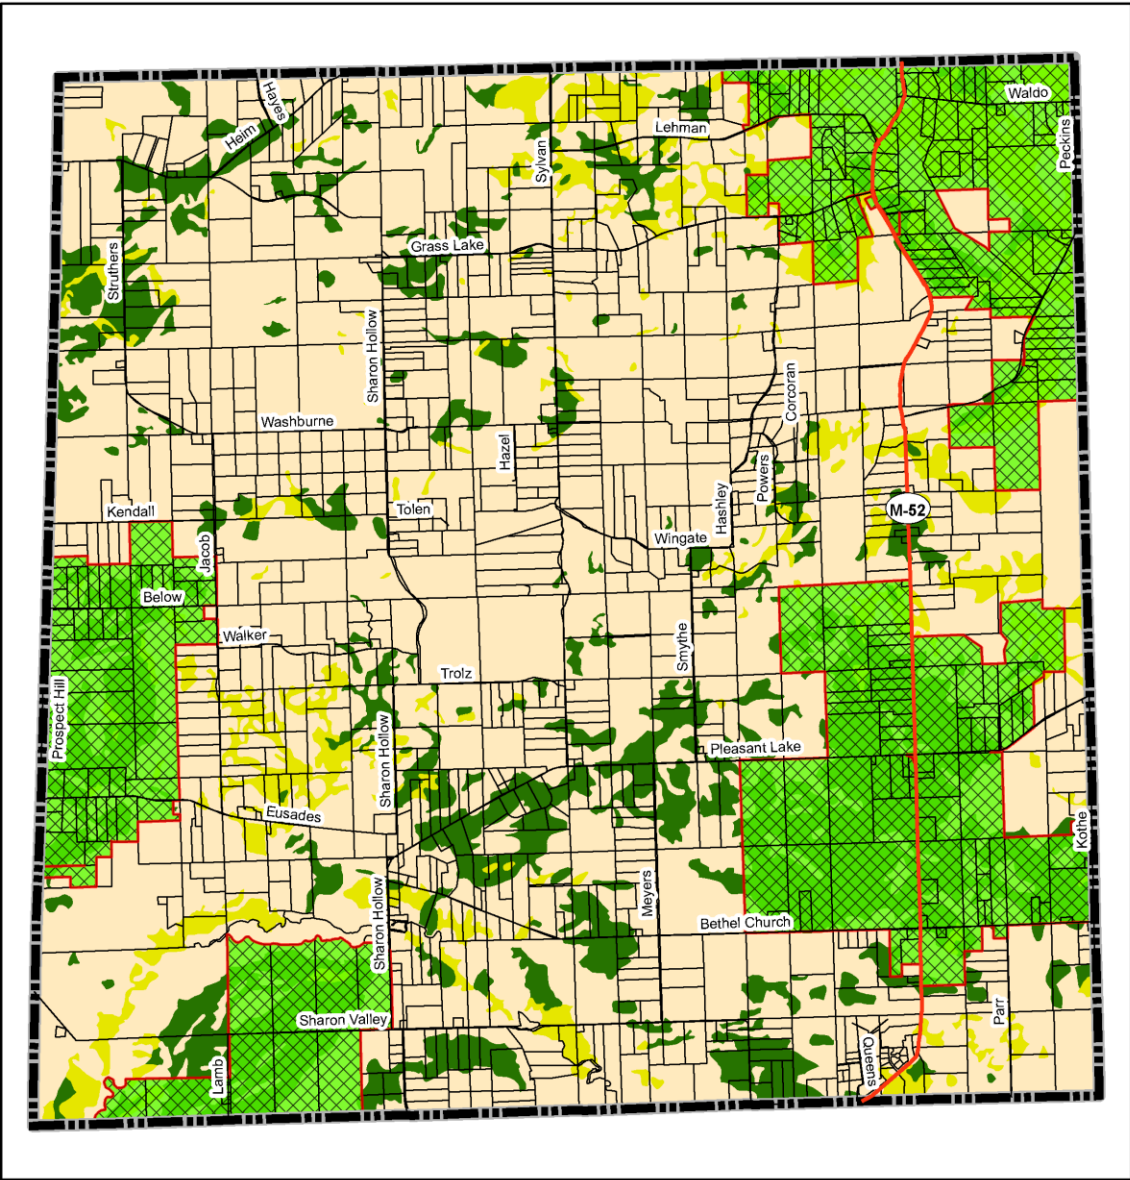 Waldo
Hayes
Heim
Lehman
Peckins
Sylvan
Grass Lake
Struthers
Sharon Hollow
Corcoran
Washburne
Hazel
Powers
Hashley
Kendall
Tolen
M-52
Wingate
Jacob
Below
Walker
Smythe
Trolz
Prospect Hill
Sharon Hollow
Pleasant Lake
Eusades
Kothe
Meyers
Sharon Hollow
Bethel Church
Sharon Valley
Parr
Queens
Lamb